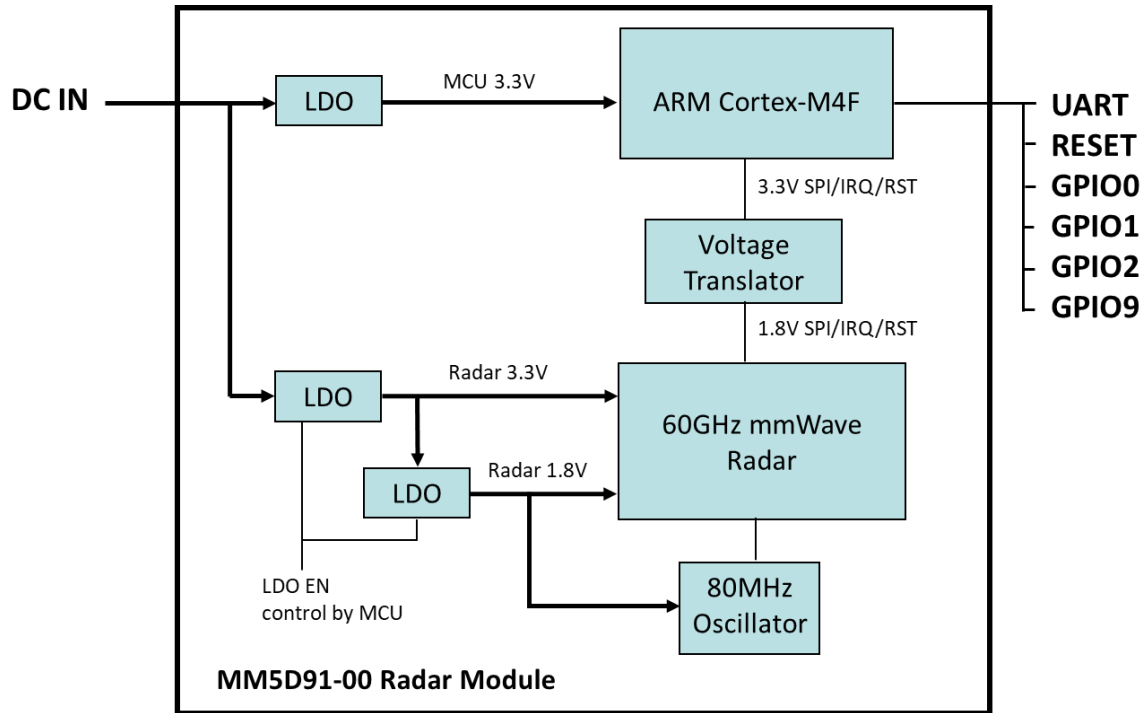 DC IN
LDO
MCU 3.3V
ARM Cortex-M4F
UART
RESET
GPIO0
GPIO1
GPIO2
GPIO9
3.3V SPI/IRQ/RST
Voltage
Translator
1.8V SPI/IRQ/RST
LDO
Radar 3.3V
60GHz mmWave
Radar
LDO
Radar 1.8V
LDO EN
control by MCU
80MHz
Oscillator
MM5D91-00 Radar Module